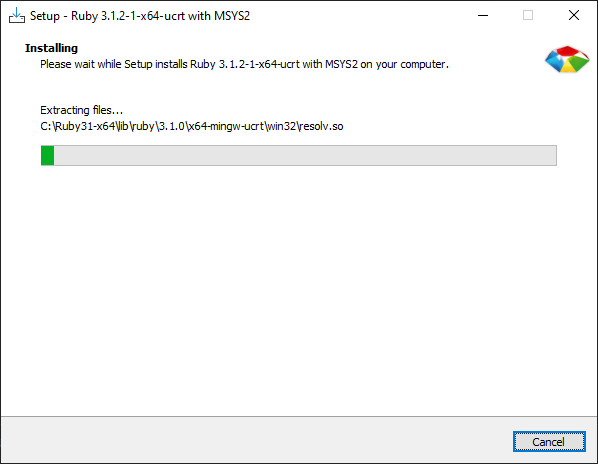 Setup - Ruby 3.1.2-1-x64-ucrt with MSYS2
Installing
Please wait while Setup installs Ruby 3.1.2-1-x64-ucrt with MSYS2 on your computer.
Extracting files...
C:\Ruby31-x64\lib\ruby\3.1.0\x64-mingw-ucrt\win32\resolv.so
Cancel